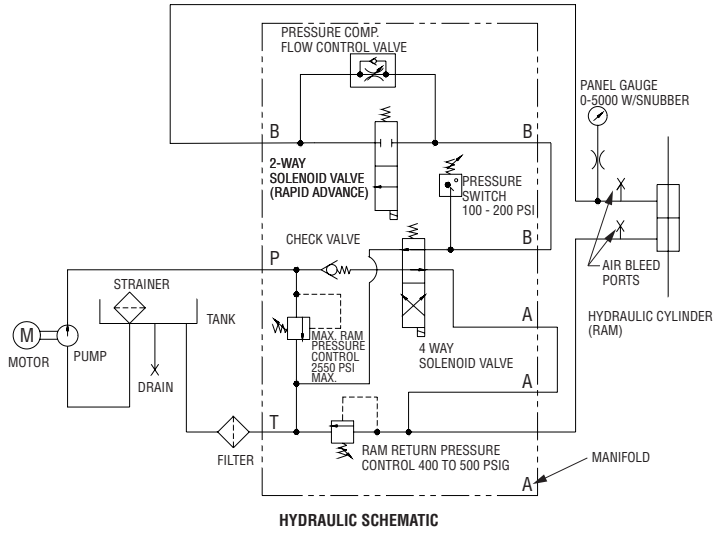 PRESSURE COMP.
FLOW CONTROL VALVE
PANEL GAUGE
0-5000 W/SNUBBER
B
B
2-WAY
SOLENOID VALVE
(RAPID ADVANCE)
PRESSURE
SWITCH
100 - 200 PSI
CHECK VALVE
B
P
AIR BLEED
PORTS
STRAINER
TANK
HYDRAULIC CYLINDER
(RAM)
A
M
MOTOR
PUMP
DRAIN
MAX. RAM
PRESSURE
CONTROL
2550 PSI
MAX.
4 WAY
SOLENOID VALVE
A
T
FILTER
RAM RETURN PRESSURE
CONTROL 400 TO 500 PSIG
MANIFOLD
A
HYDRAULIC SCHEMATIC